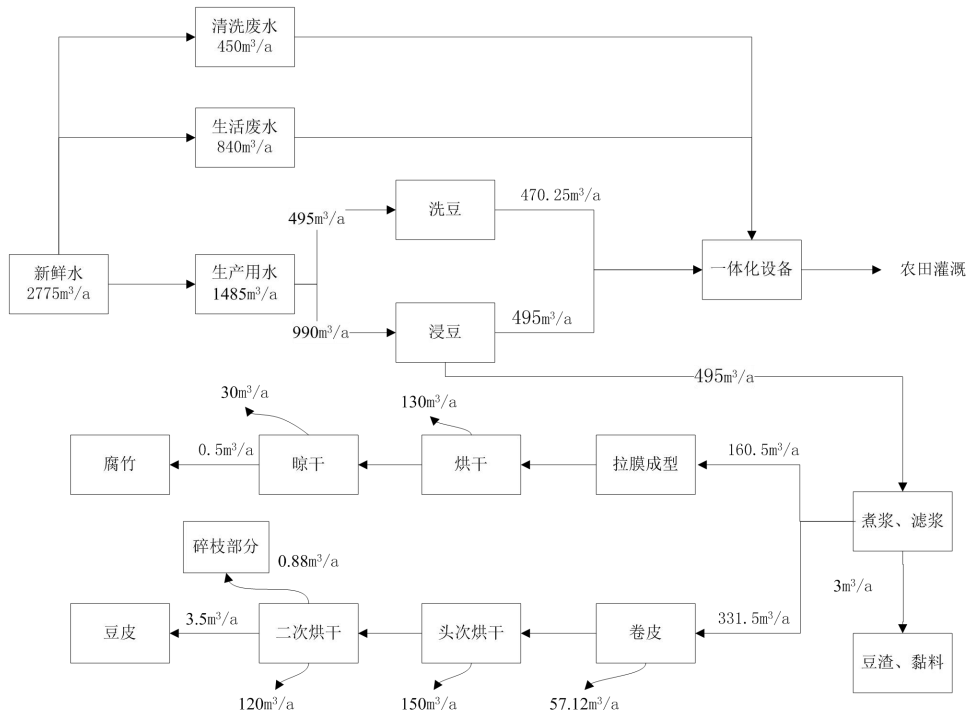 清洗废水
450m³/a
生活废水
840m³/a
495m³/a
洗豆
470.25m³/a
新鲜水
2775m³/a
生产用水
1485m³/a
一体化设备
农田灌溉
990m³/a
浸豆
495m³/a
495m³/a
30m³/a
130m³/a
腐竹
0.5m³/a
晾干
烘干
拉膜成型
160.5m³/a
煮浆、滤浆
碎枝部分
0.88m³/a
3m³/a
豆皮
3.5m³/a
二次烘干
头次烘干
卷皮
331.5m³/a
豆渣、黏料
120m³/a
150m³/a
57.12m³/a